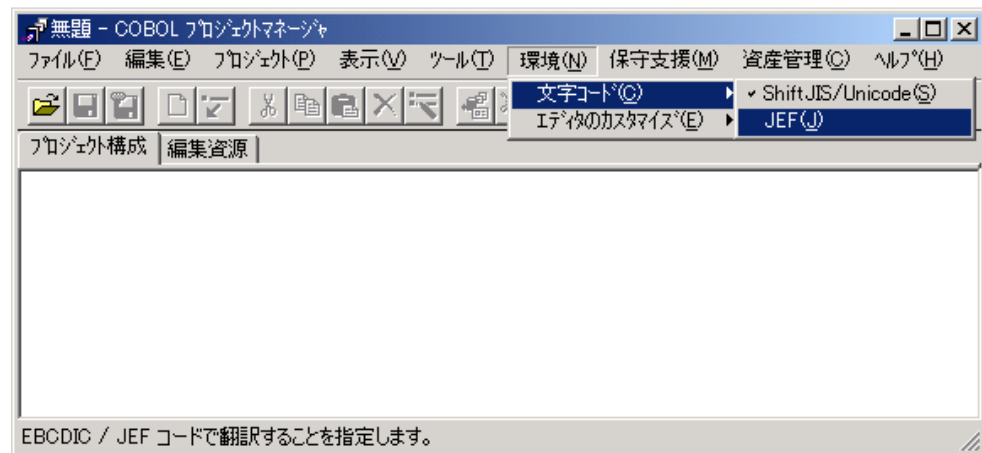 無題 - COBOL ﾌﾟﾛｼﾞｪｸﾄﾏﾈｰｼﾞｬ
ﾌｧｲﾙ(F) 編集(E) ﾌﾟﾛｼﾞｪｸﾄ(P) 表示(V) ﾂｰﾙ(T) 環境(N) 保守支援(M) 資産管理(C) ﾍﾙﾌﾟ(H)
文字ｺｰﾄﾞ(C) ShiftJIS/Unicode(S)
ｴﾃﾞｨﾀのｶｽﾀﾏｲｽﾞ(E) JEF(J)
ﾌﾟﾛｼﾞｪｸﾄ構成 編集資源
EBCDIC / JEF コードで翻訳することを指定します。